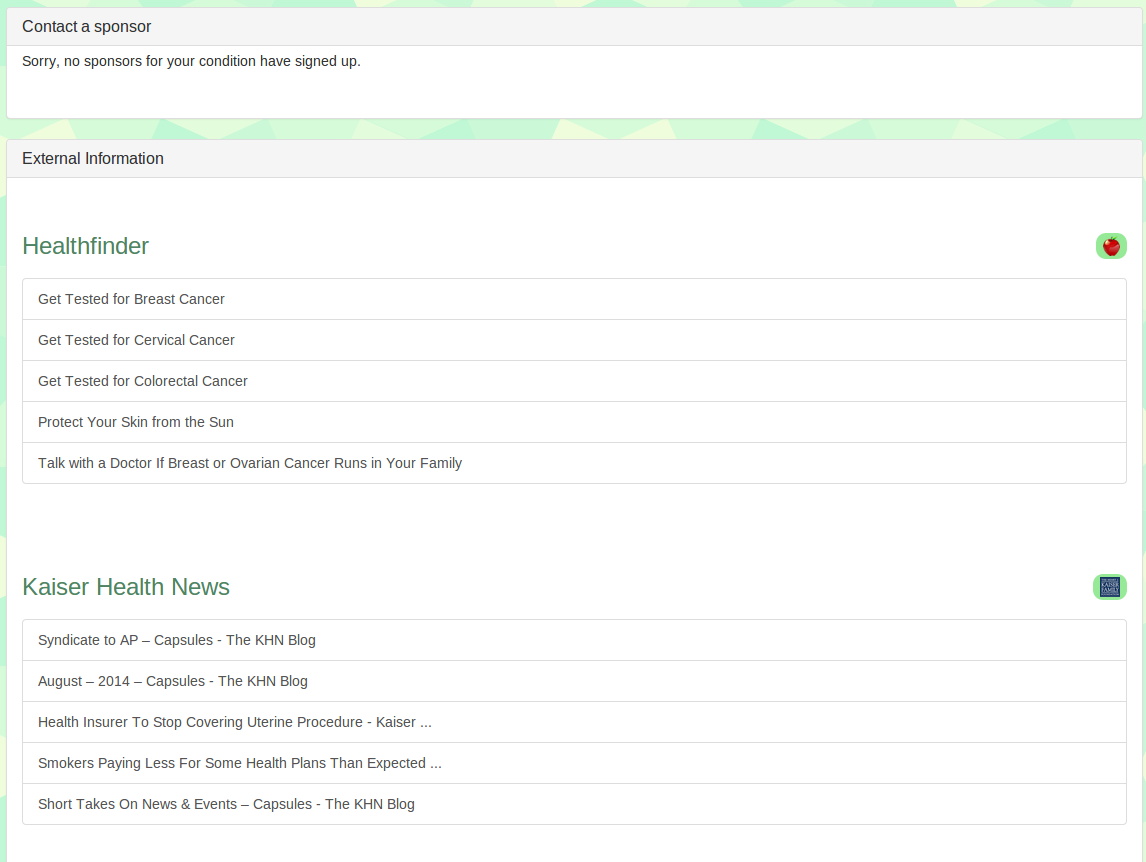 Contact a sponsor
Sorry, no sponsors for your condition have signed up.
External Information
Healthfinder
Get Tested for Breast Cancer
Get Tested for Cervical Cancer
Get Tested for Colorectal Cancer
Protect Your Skin from the Sun
Talk with a Doctor If Breast or Ovarian Cancer Runs in Your Family
Kaiser Health News
KAISER
FAMILY
Syndicate to AP – Capsules - The KHN Blog
August – 2014 – Capsules - The KHN Blog
Health Insurer To Stop Covering Uterine Procedure - Kaiser ...
Smokers Paying Less For Some Health Plans Than Expected ...
Short Takes On News & Events – Capsules - The KHN Blog